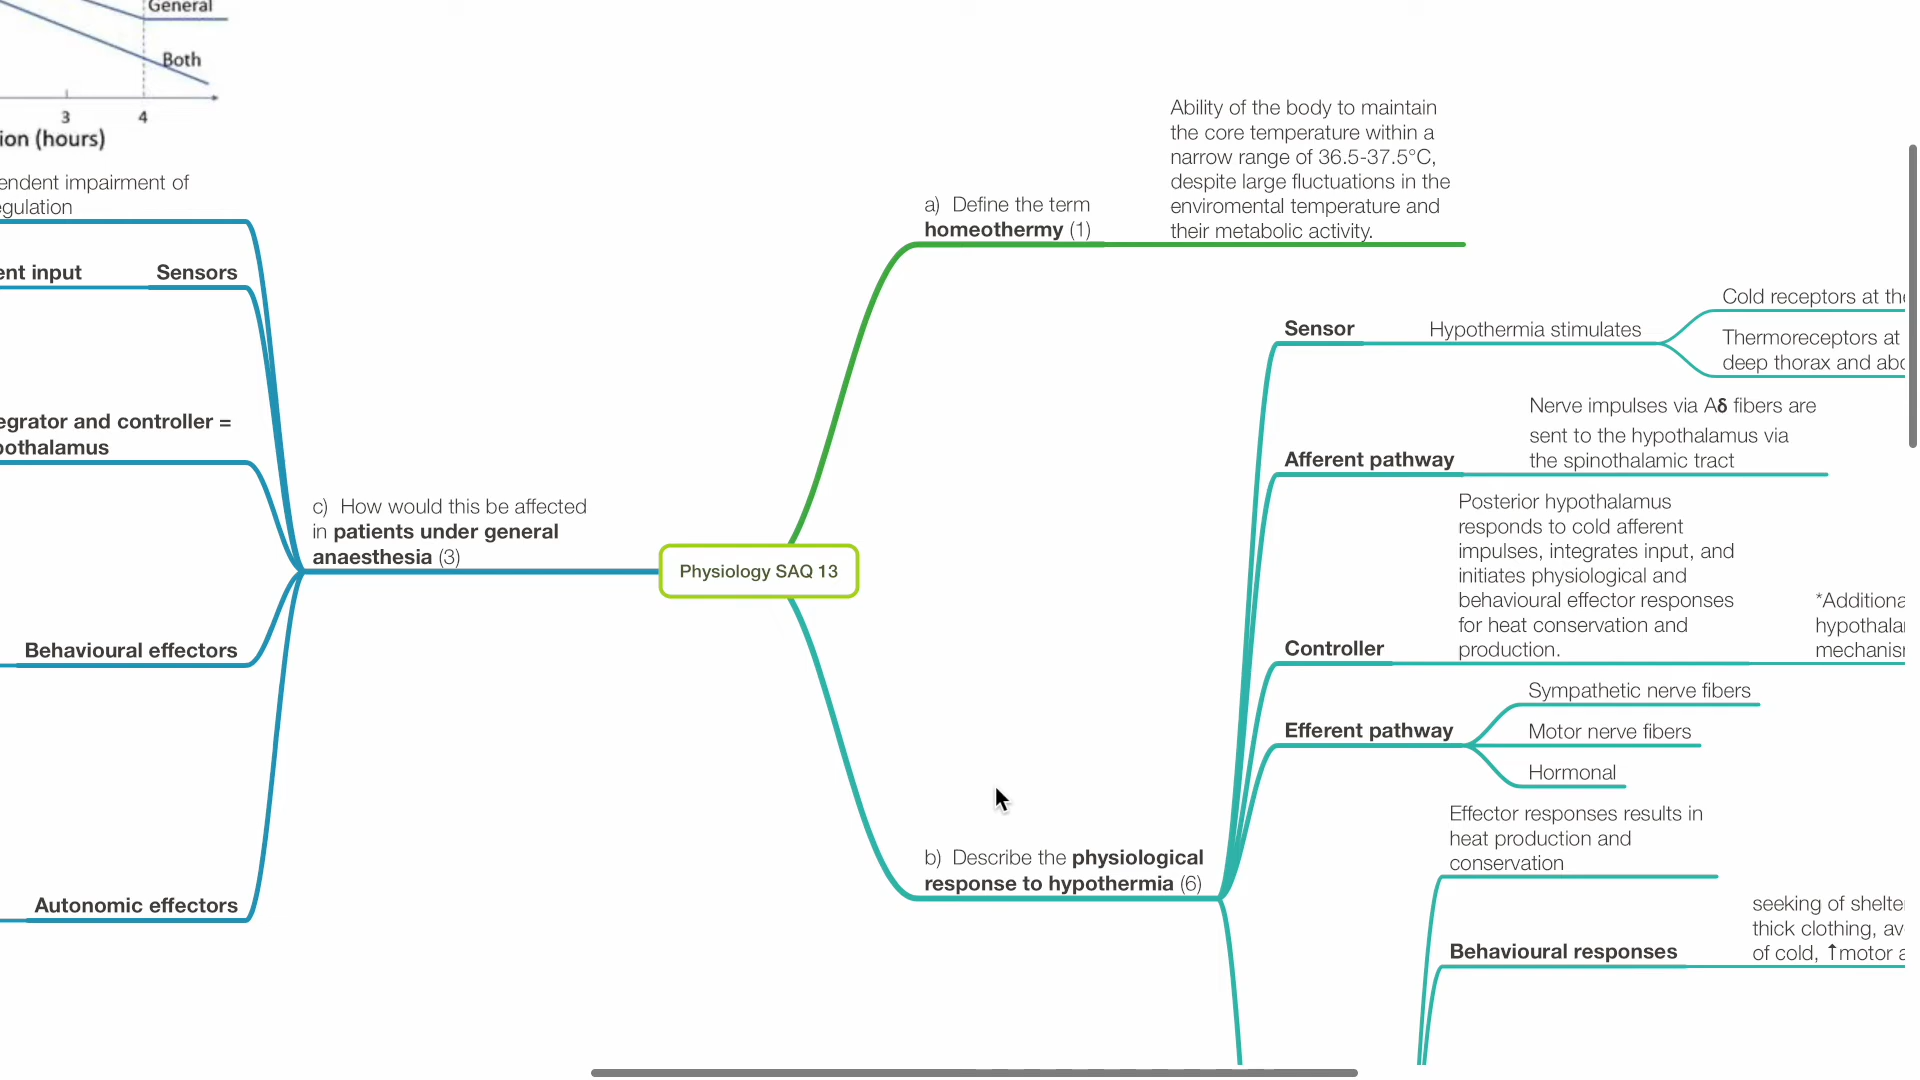 General
Both
3
4
ion (hours)
endent impairment of
egulation
ent input
Sensors
egrator and controller =
pothalamus
Behavioural effectors
Autonomic effectors
c) How would this be affected
in patients under general
anaesthesia (3)
Physiology SAQ 13
a) Define the term
homeothermy (1)
Ability of the body to maintain
the core temperature within a
narrow range of 36.5-37.5°C,
despite large fluctuations in the
enviromental temperature and
their metabolic activity.
b) Describe the physiological
response to hypothermia (6)
Sensor
Hypothermia stimulates
Cold receptors at the
Thermoreceptors at
deep thorax and abd
Afferent pathway
Nerve impulses via Aδ fibers are
sent to the hypothalamus via
the spinothalamic tract
Controller
Posterior hypothalamus
responds to cold afferent
impulses, integrates input, and
initiates physiological and
behavioural effector responses
for heat conservation and
production.
*Additiona
hypothalar
mechanisr
Efferent pathway
Sympathetic nerve fibers
Motor nerve fibers
Hormonal
Effector responses results in
heat production and
conservation
Behavioural responses
seeking of shelte
thick clothing, av
of cold, ↑motor a